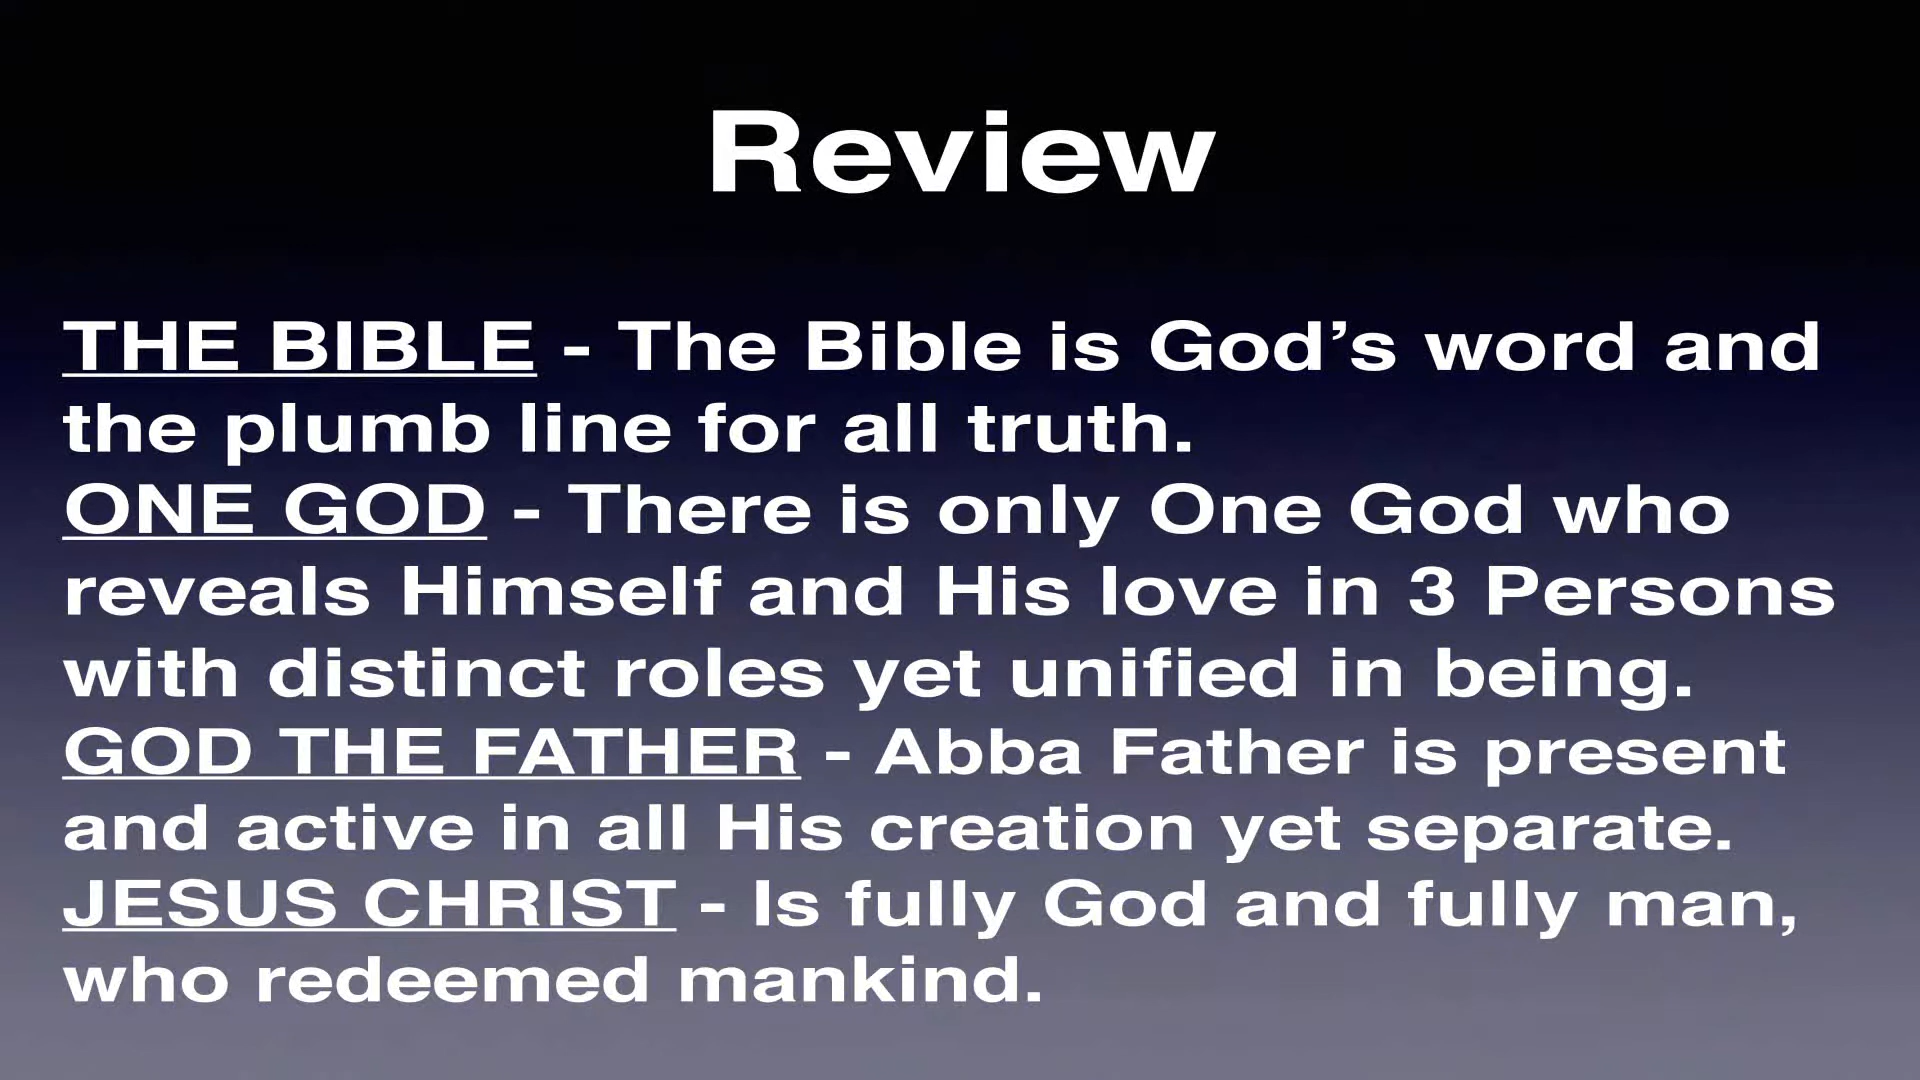 Review
THE BIBLE - The Bible is God’s word and
the plumb line for all truth.
ONE GOD - There is only One God who
reveals Himself and His love in 3 Persons
with distinct roles yet unified in being.
GOD THE FATHER - Abba Father is present
and active in all His creation yet separate.
JESUS CHRIST - Is fully God and fully man,
who redeemed mankind.